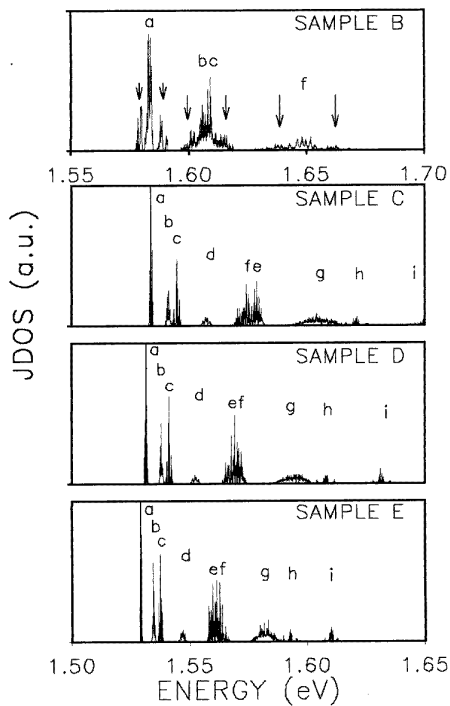 SAMPLE B
a
bc
f
1.55 1.60 1.65 1.70
SAMPLE C
a
b
c
d
fe
g
h
i
SAMPLE D
a
b
c
d
ef
g
h
i
SAMPLE E
a
b
c
d
ef
g
h
i
1.50 1.55 1.60 1.65
ENERGY (eV)
JDOS (a.u.)